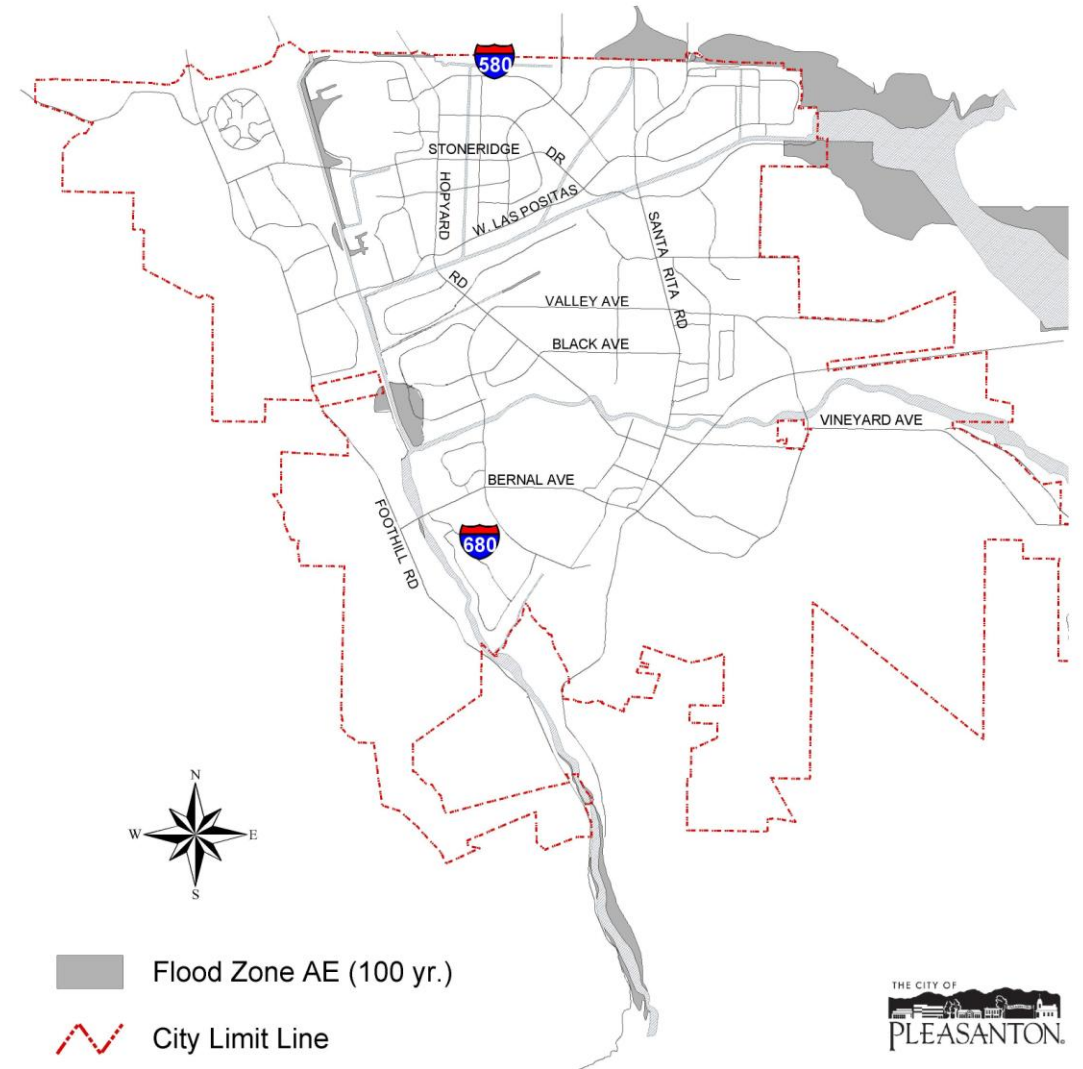 580
STONERIDGE DR
HOPYARD RD
W. LAS POSITAS
SANTA RITA RD
VALLEY AVE
BLACK AVE
VINEYARD AVE
BERNAL AVE
FOOTHILL RD
680
N
W E
S
Flood Zone AE (100 yr.)
City Limit Line
THE CITY OF
PLEASANTON®